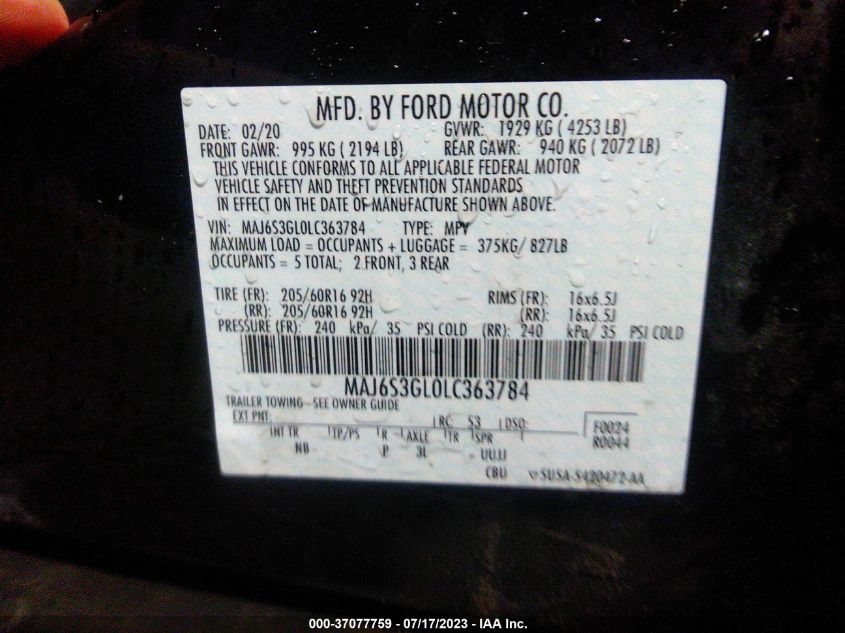 MFD. BY FORD MOTOR CO.
DATE: 02/20 GVWR: 1929 KG ( 4253 LB)
FRONT GAWR: 995 KG ( 2194 LB) REAR GAWR: 940 KG ( 2072 LB)
THIS VEHICLE CONFORMS TO ALL APPLICABLE FEDERAL MOTOR
VEHICLE SAFETY AND THEFT PREVENTION STANDARDS
IN EFFECT ON THE DATE OF MANUFACTURE SHOWN ABOVE.
VIN: MAJ6S3GL0LC363784 TYPE: MPV
MAXIMUM LOAD = OCCUPANTS + LUGGAGE = 375KG/ 827LB
OCCUPANTS = 5 TOTAL; 2 FRONT, 3 REAR
TIRE (FR): 205/60R16 92H RIMS (FR): 16x6.5J
(RR): 205/60R16 92H (RR): 16x6.5J
PRESSURE (FR): 240 kPa/ 35 PSI COLD (RR): 240 kPa/ 35 PSI COLD
MAJ6S3GL0LC363784
TRAILER TOWING - SEE OWNER GUIDE
EXT PNT: RC: 53 DSO: F0024
INT TR TP/PS R AXLE TR SPR R0044
NB P 3L UUJJ
CBU SUSA-5420472-AA
000-37077759 - 07/17/2023 - IAA Inc.